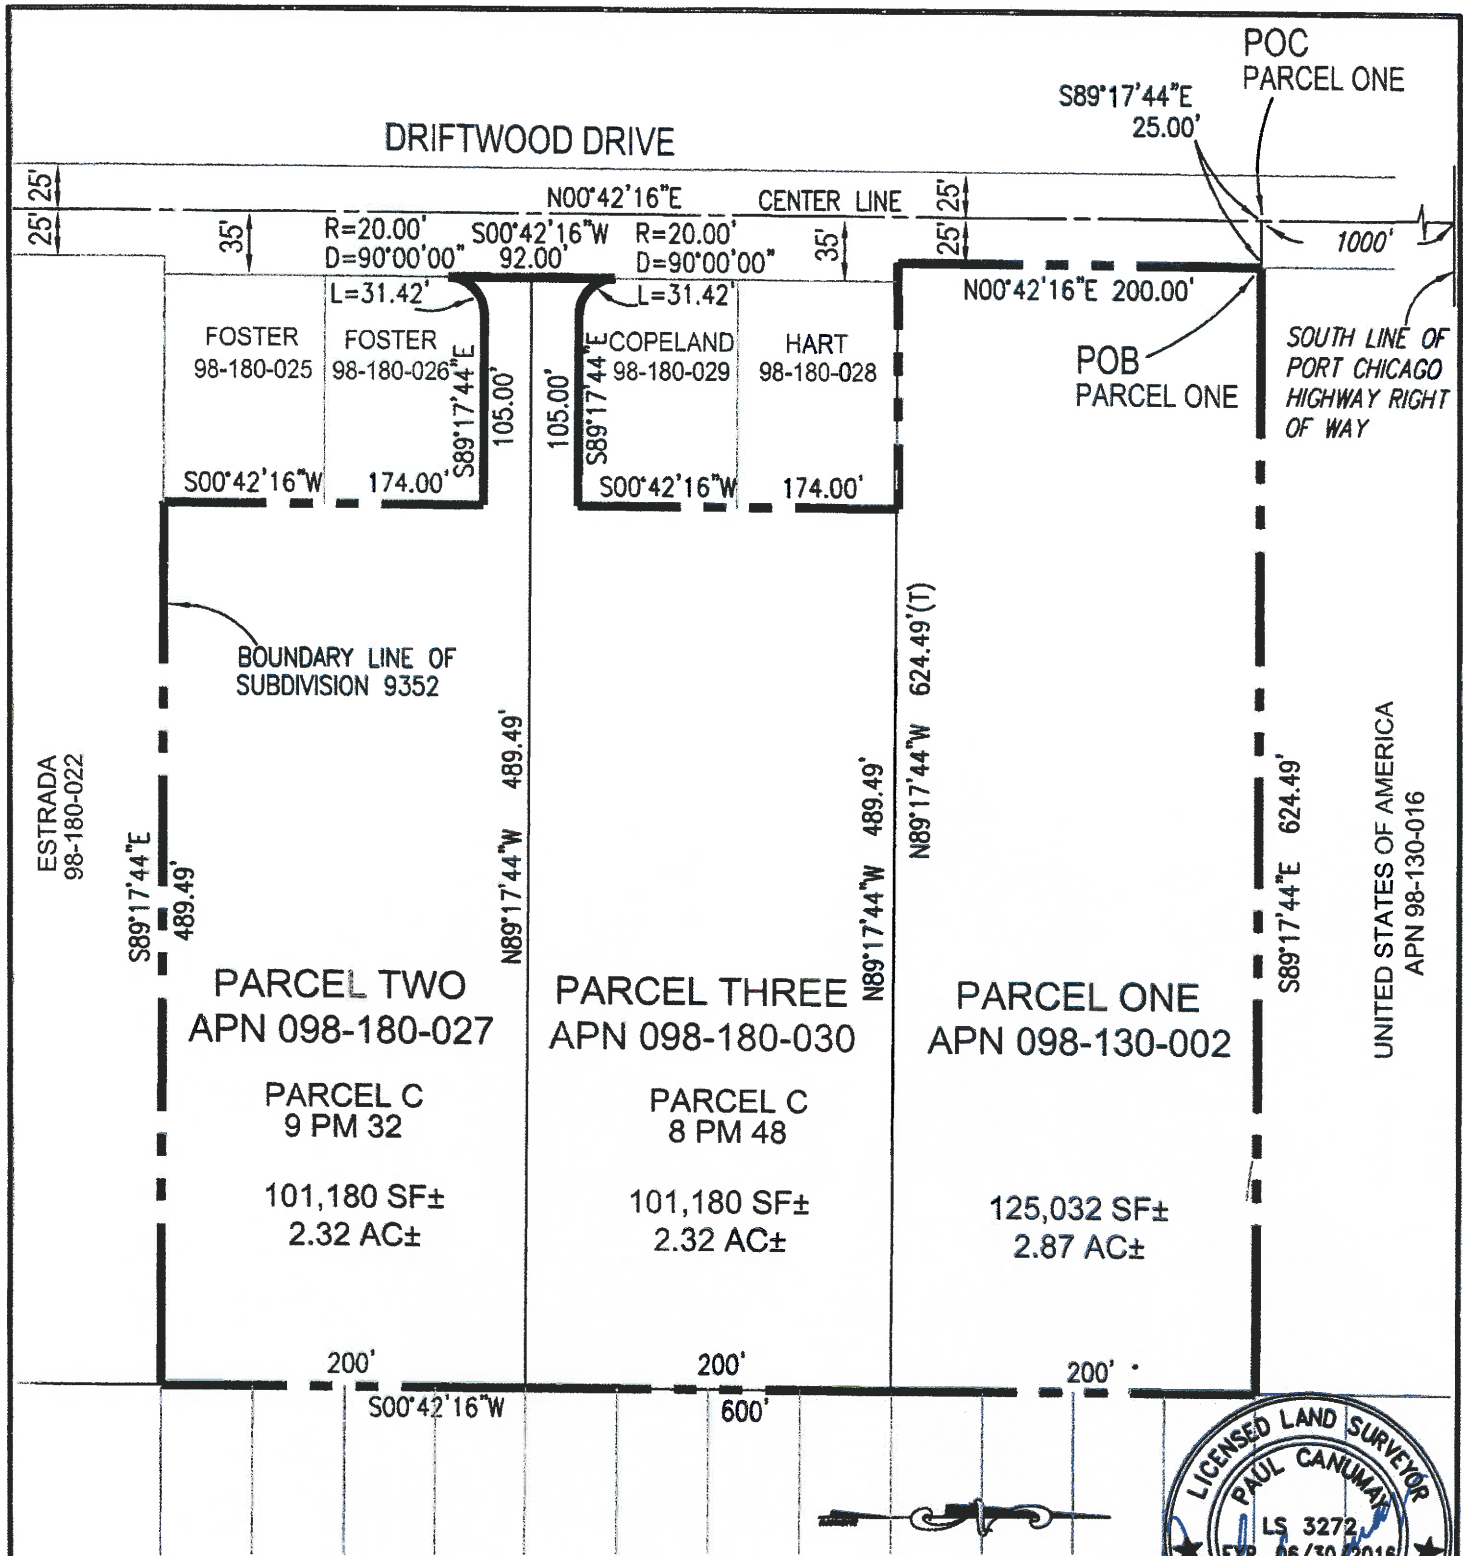 POC
PARCEL ONE
S89°17'44"E
25.00'
DRIFTWOOD DRIVE
25'
25'
N00°42'16"E
CENTER LINE
25'
25'
35'
R=20.00'
D=90°00'00"
L=31.42'
S00°42'16"W
92.00'
R=20.00'
D=90°00'00"
L=31.42'
35'
1000'
N00°42'16"E 200.00'
FOSTER
98-180-025
FOSTER
98-180-026
S89°17'44"E
105.00'
105.00'
S89°17'44"E
COPELAND
98-180-029
HART
98-180-028
POB
PARCEL ONE
SOUTH LINE OF
PORT CHICAGO
HIGHWAY RIGHT
OF WAY
S00°42'16"W 174.00'
S00°42'16"W 174.00'
BOUNDARY LINE OF
SUBDIVISION 9352
ESTRADA
98-180-022
S89°17'44"E
489.49'
N89°17'44"W 489.49'
N89°17'44"W 489.49'
N89°17'44"W 624.49'(T)
S89°17'44"E 624.49'
UNITED STATES OF AMERICA
APN 98-130-016
PARCEL TWO
APN 098-180-027
PARCEL C
9 PM 32
101,180 SF±
2.32 AC±
PARCEL THREE
APN 098-180-030
PARCEL C
8 PM 48
101,180 SF±
2.32 AC±
PARCEL ONE
APN 098-130-002
125,032 SF±
2.87 AC±
200'
200'
200'
S00°42'16"W
600'
LICENSED LAND SURVEYOR
PAUL CANUMAY
LS 3272
EXP. 06/30/2016